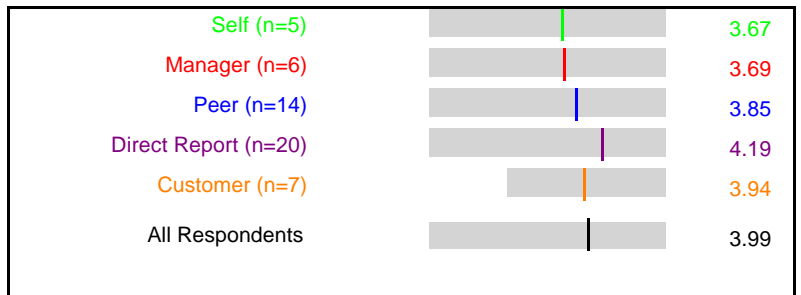 Self (n=5) 3.67
Manager (n=6) 3.69
Peer (n=14) 3.85
Direct Report (n=20) 4.19
Customer (n=7) 3.94
All Respondents 3.99